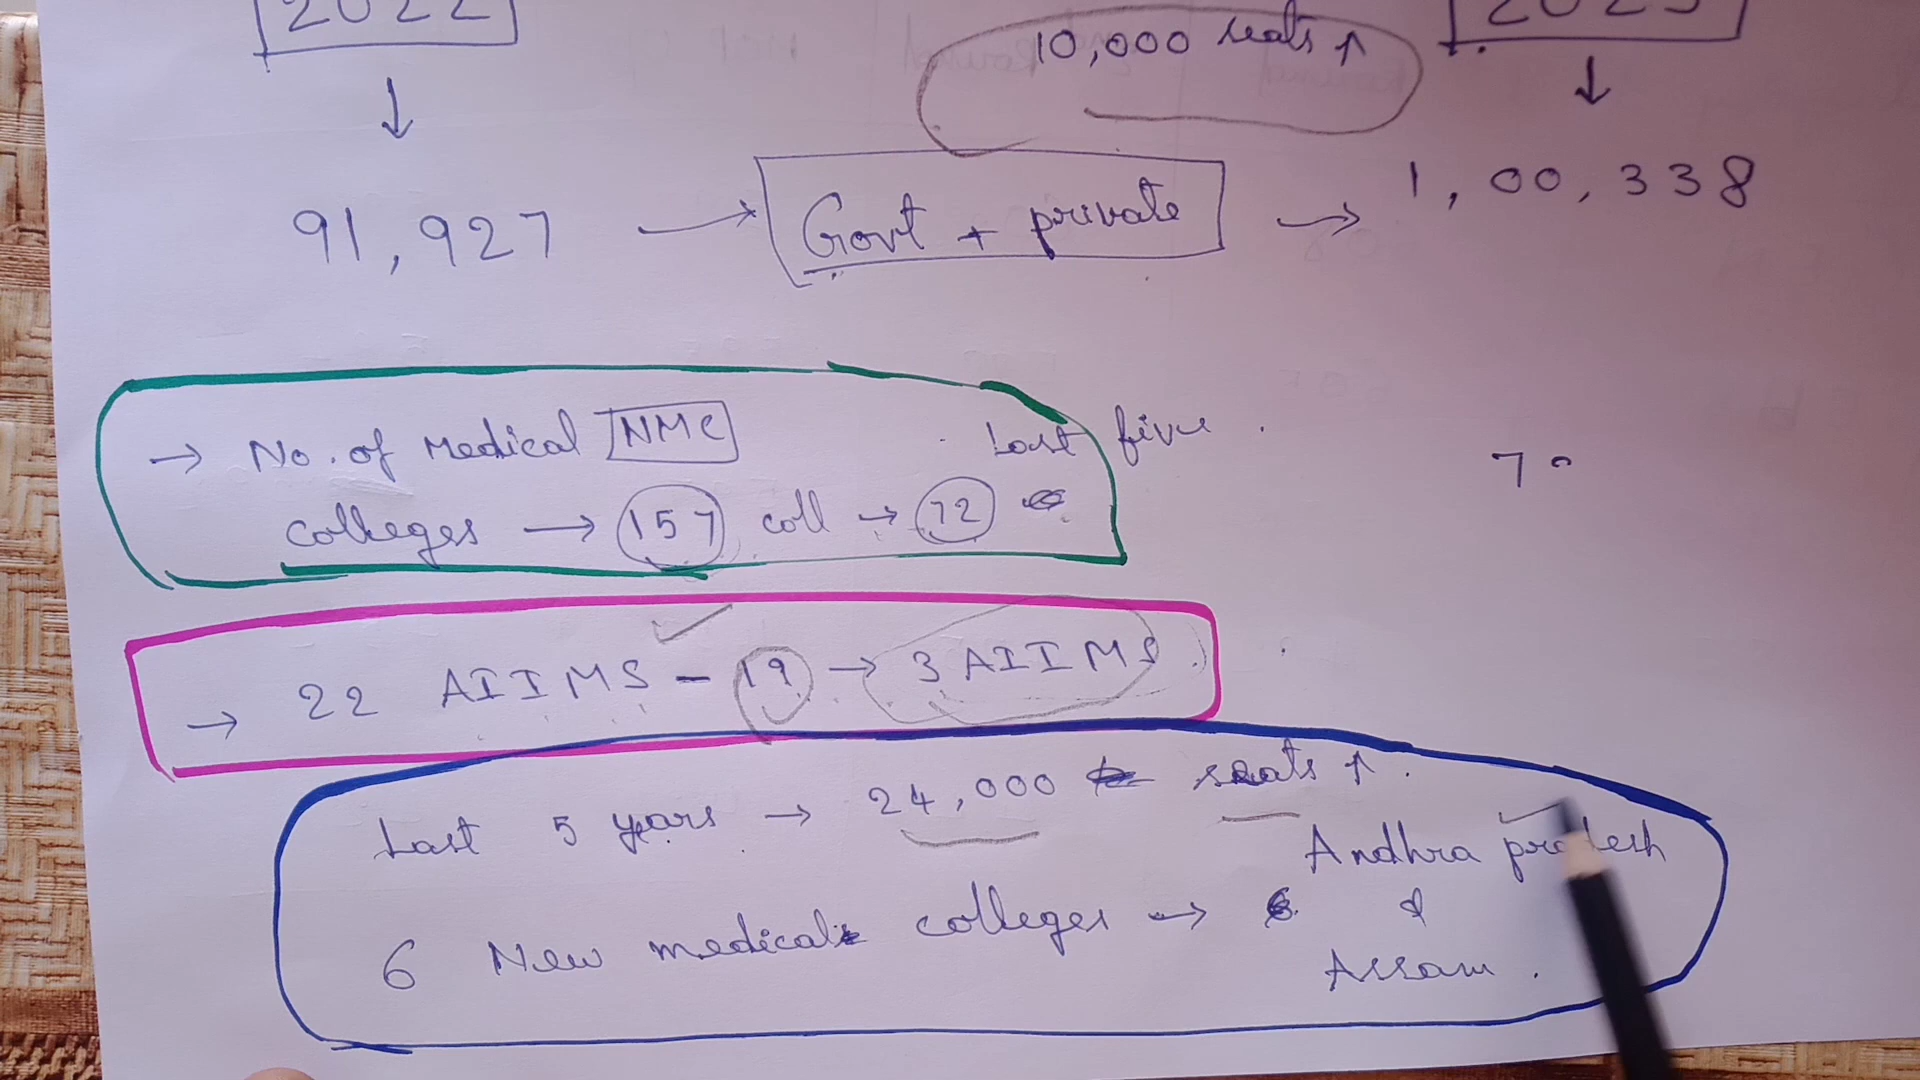 2022
10,000 seats ↑
2023
↓
↓
91,927 → Govt + private → 1,00,338
→ No. of Medical NMC Last five .
70
colleges → 157 coll → 72
→ 22 AIIMS - 19 → 3 AIIMS .
Last 5 years → 24,000 seats ↑ .
Andhra pradesh
6 New medical colleges → &
Assam .